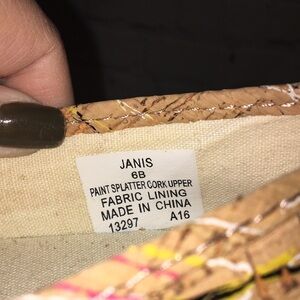 JANIS
6B
PAINT SPLATTER CORK UPPER
FABRIC LINING
MADE IN CHINA
13297 A16